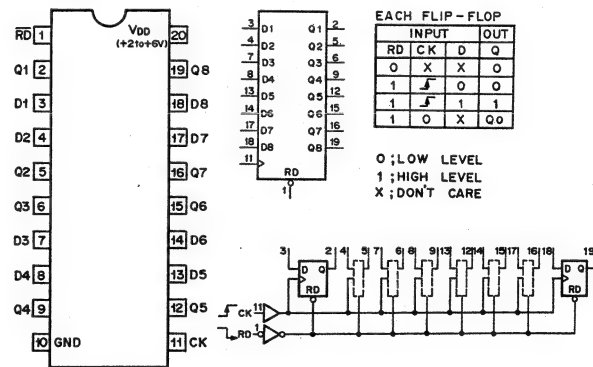 RD 1
VDD
(+2to+6V)
20
Q1 2
19 Q8
D1 3
18 D8
D2 4
17 D7
Q2 5
16 Q7
Q3 6
15 Q6
D3 7
14 D6
D4 8
13 D5
Q4 9
12 Q5
10 GND
11 CK
3 D1 Q1 2
4 D2 Q2 5
7 D3 Q3 6
8 D4 Q4 9
13 D5 Q5 12
14 D6 Q6 15
17 D7 Q7 16
18 D8 Q8 19
11
RD
1
EACH FLIP-FLOP
INPUT OUT
RD CK D Q
0 X X 0
1 0 0
1 1 1
1 0 X Qo
0 ; LOW LEVEL
1 ; HIGH LEVEL
X ; DON'T CARE
3 2 4 5 7 6 8 9 13 12 14 15 17 16 18 19
D Q
RD
D Q
RD
CK 11
RD 1